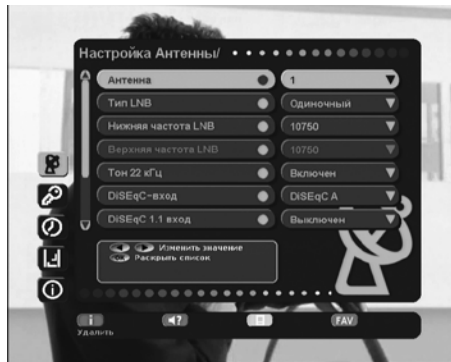 Настройка Антенны/
Антенна 1
Тип LNB Одиночный
Нижняя частота LNB 10750
Верхняя частота LNB 10750
Тон 22 кГц Включен
DiSEqC-вход DiSEqC A
DiSEqC 1.1 вход Выключен
Изменить значение
Раскрыть список
i ? FAV
Удалить